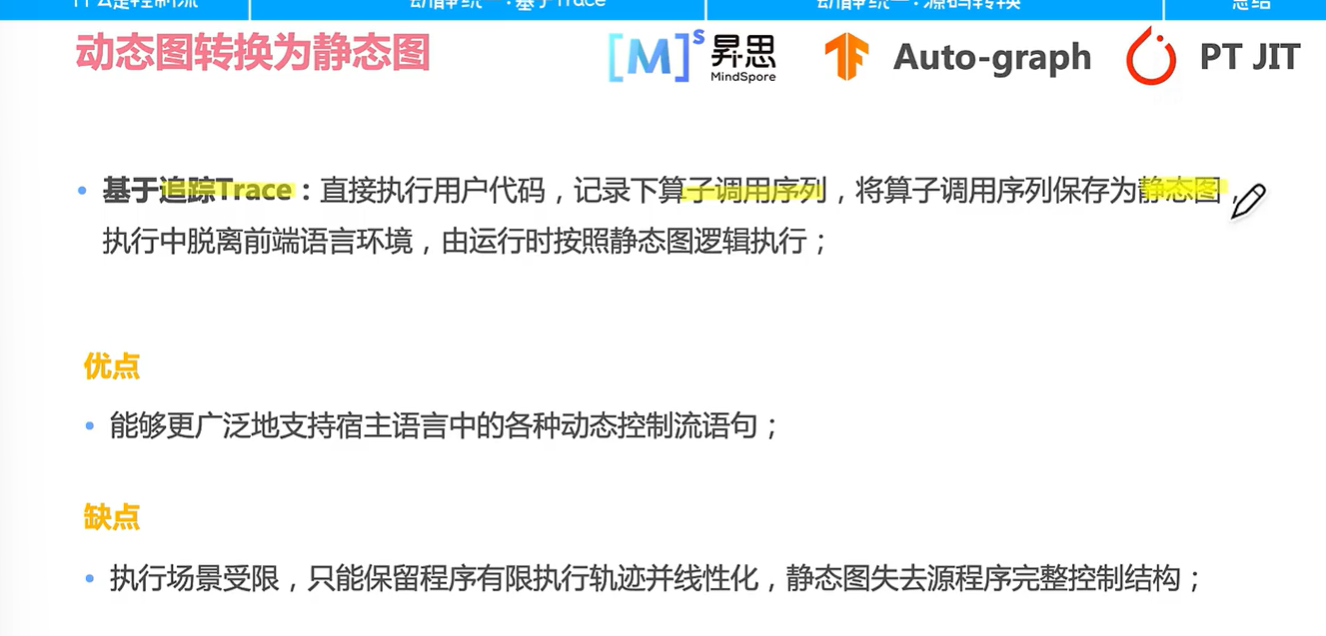 动静统一：基于Trace
动静统一：源码转换
总结
动态图转换为静态图
[M]s 昇思
MindSpore
Auto-graph
PT JIT
• 基于追踪Trace：直接执行用户代码，记录下算子调用序列，将算子调用序列保存为静态图，
执行中脱离前端语言环境，由运行时按照静态图逻辑执行；
优点
• 能够更广泛地支持宿主语言中的各种动态控制流语句；
缺点
• 执行场景受限，只能保留程序有限执行轨迹并线性化，静态图失去源程序完整控制结构；